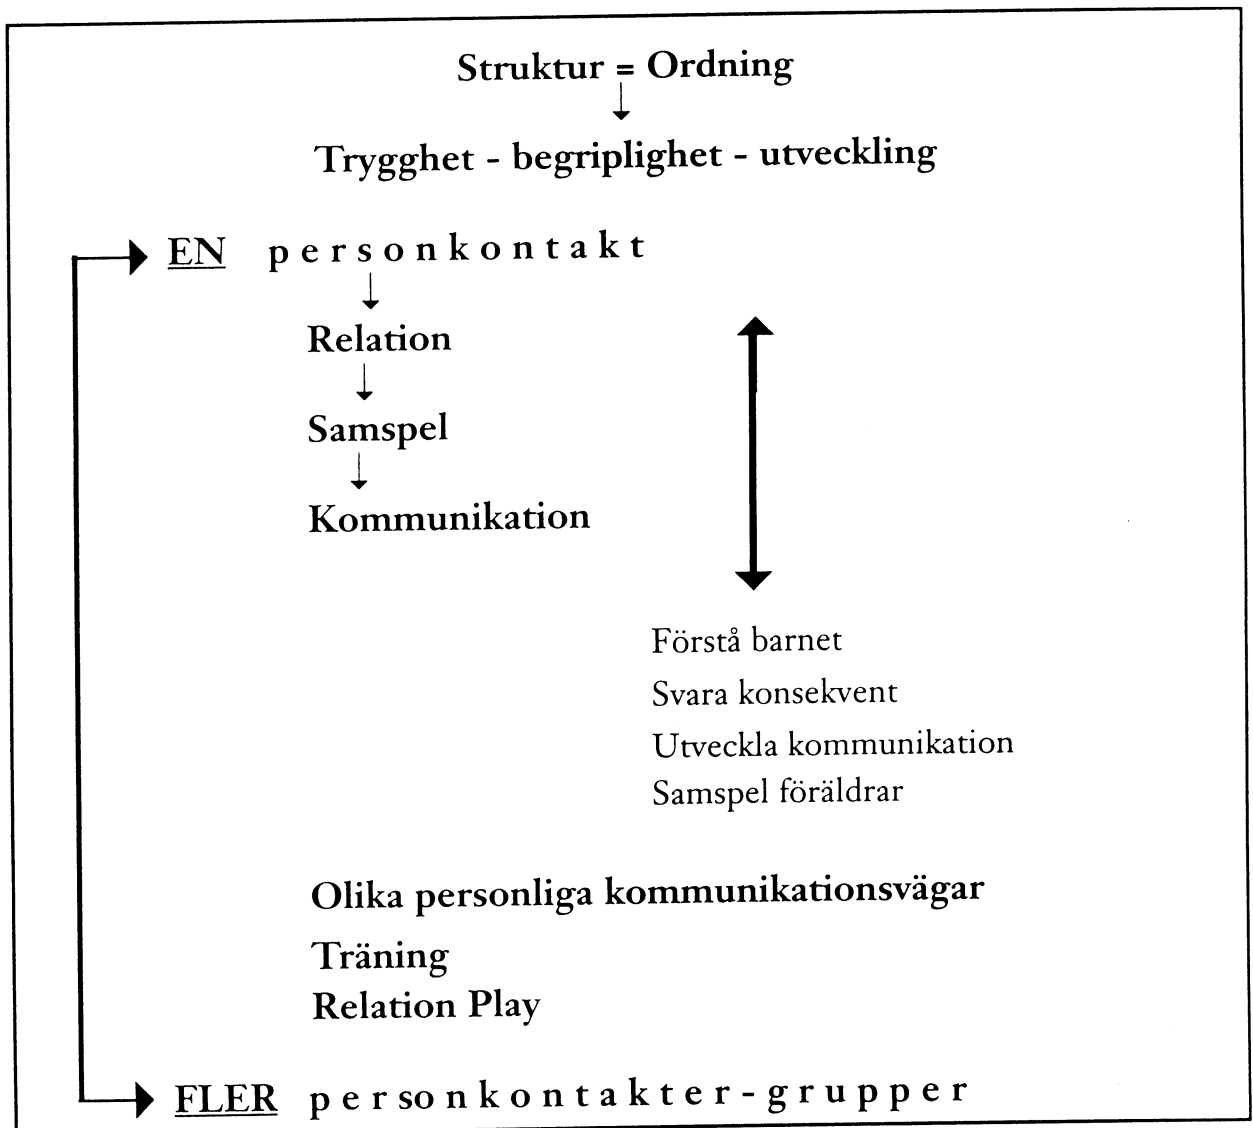 Struktur = Ordning
Trygghet - begriplighet - utveckling
EN personkontakt
Relation
Samspel
Kommunikation
Förstå barnet
Svara konsekvent
Utveckla kommunikation
Samspel föräldrar
Olika personliga kommunikationsvägar
Träning
Relation Play
FLER personkontakter-grupper